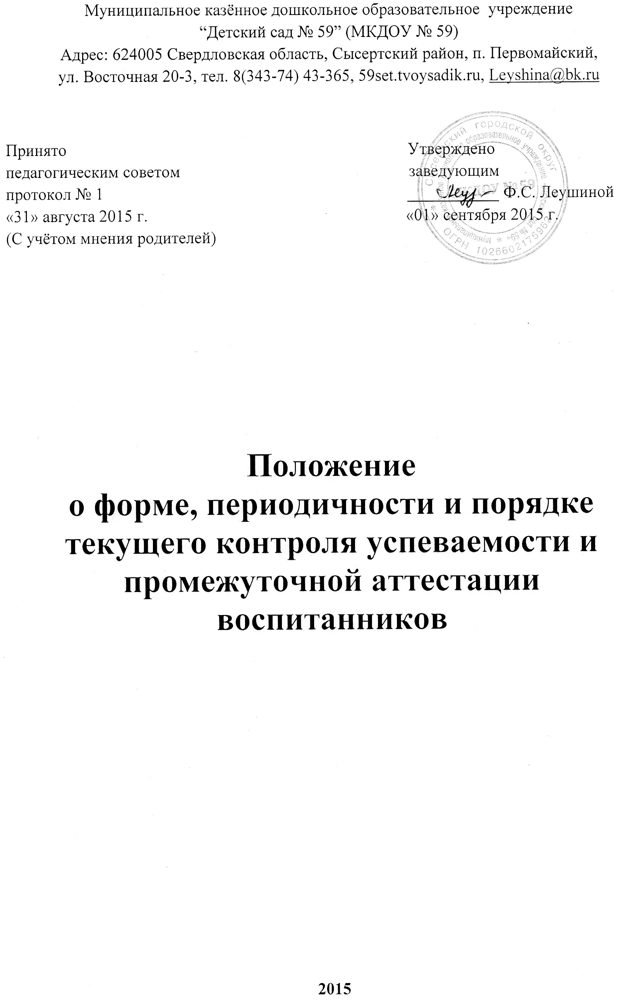 Муниципальное казённое дошкольное образовательное учреждение
“Детский сад № 59” (МКДОУ № 59)
Адрес: 624005 Свердловская область, Сысертский район, п. Первомайский,
ул. Восточная 20-3, тел. 8(343-74) 43-365, 59set.tvoysadik.ru, Leyshina@bk.ru
Принято
педагогическим советом
протокол № 1
«31» августа 2015 г.
(С учётом мнения родителей)
Утверждено
заведующим
Ф.С. Леушиной
«01» сентября 2015 г.
Сысертский городской округ
* ОГРН 1026602175962
* Муниципальное казенное дошкольное образовательное учреждение «Детский сад № 59»
МКДОУ № 59
Положение
о форме, периодичности и порядке
текущего контроля успеваемости и
промежуточной аттестации
воспитанников
2015